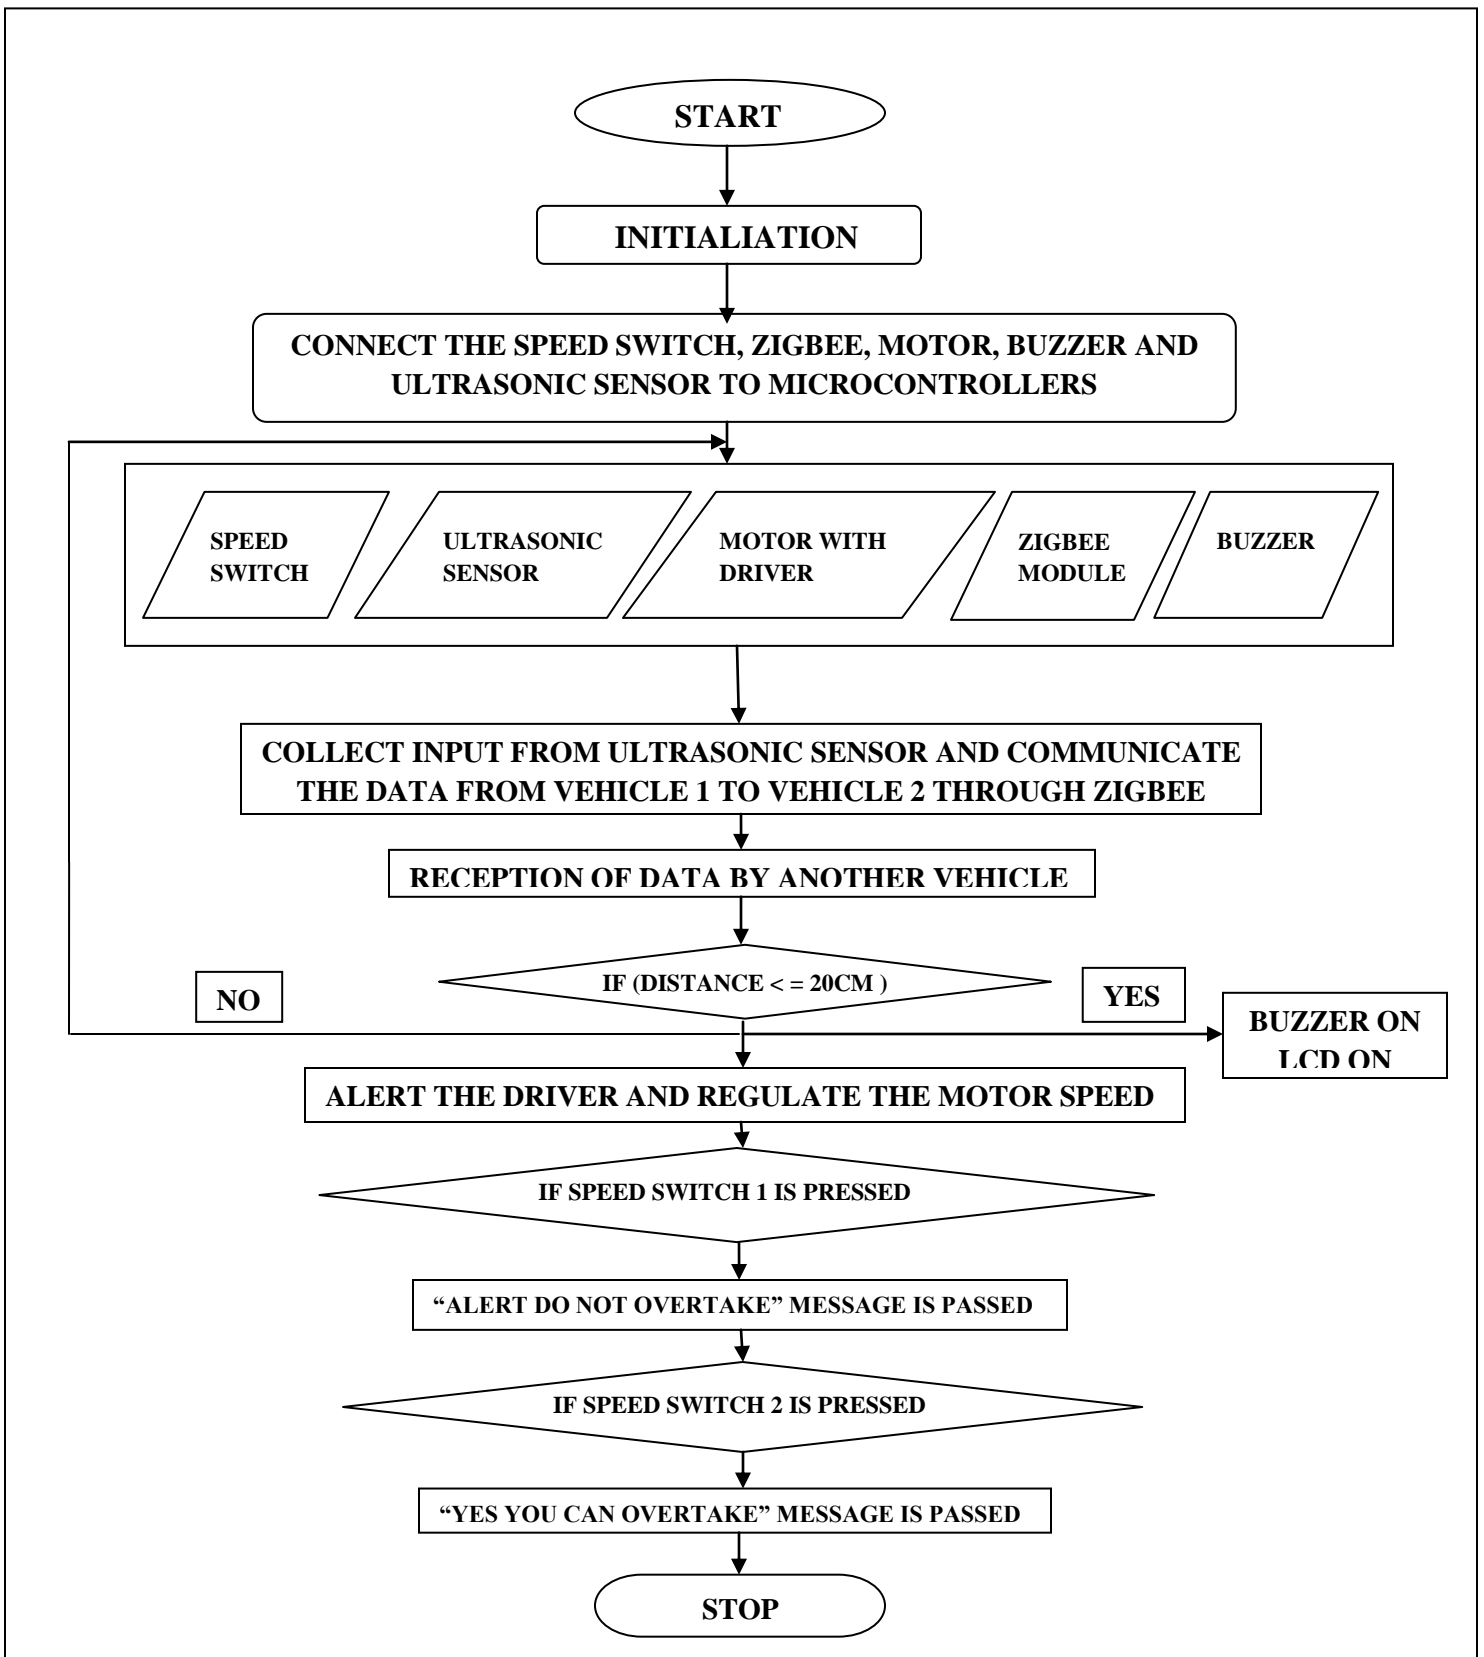 START
INITIALIATION
CONNECT THE SPEED SWITCH, ZIGBEE, MOTOR, BUZZER AND
ULTRASONIC SENSOR TO MICROCONTROLLERS
SPEED
SWITCH
ULTRASONIC
SENSOR
MOTOR WITH
DRIVER
ZIGBEE
MODULE
BUZZER
COLLECT INPUT FROM ULTRASONIC SENSOR AND COMMUNICATE
THE DATA FROM VEHICLE 1 TO VEHICLE 2 THROUGH ZIGBEE
RECEPTION OF DATA BY ANOTHER VEHICLE
IF (DISTANCE < = 20CM )
NO
YES
BUZZER ON
LCD ON
ALERT THE DRIVER AND REGULATE THE MOTOR SPEED
IF SPEED SWITCH 1 IS PRESSED
“ALERT DO NOT OVERTAKE” MESSAGE IS PASSED
IF SPEED SWITCH 2 IS PRESSED
“YES YOU CAN OVERTAKE” MESSAGE IS PASSED
STOP